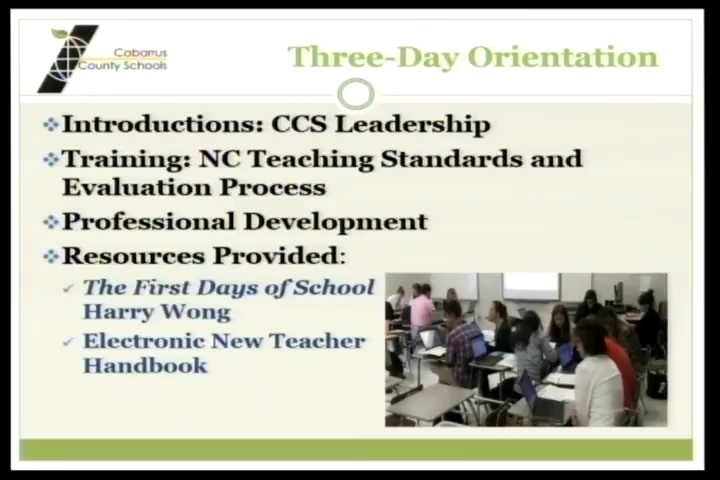 Cabarrus
County Schools
Three-Day Orientation
Introductions: CCS Leadership
Training: NC Teaching Standards and
Evaluation Process
Professional Development
Resources Provided:
The First Days of School
Harry Wong
Electronic New Teacher
Handbook